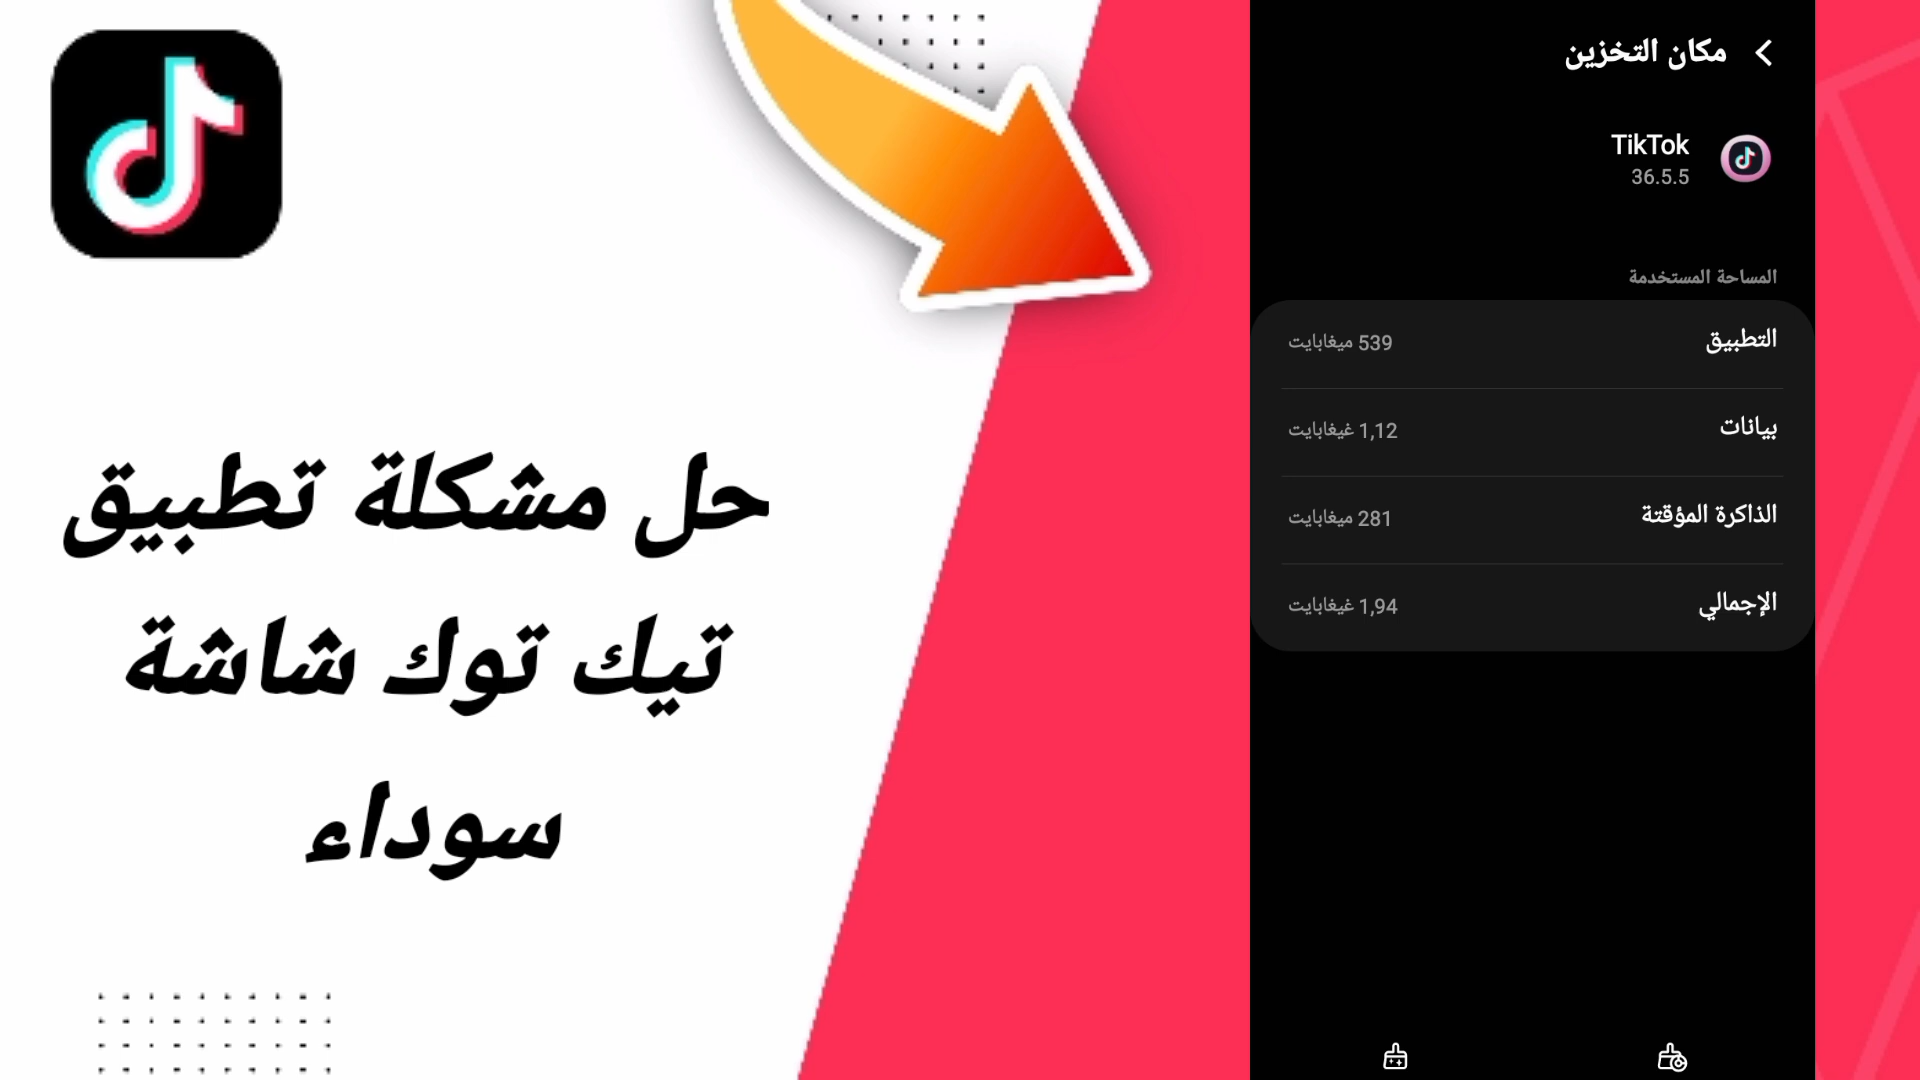 حل مشكلة تطبيق
تيك توك شاشة
سوداء
مكان التخزين
TikTok
36.5.5
المساحة المستخدمة
التطبيق
539 ميغابايت
بيانات
1,12 غيغابايت
الذاكرة المؤقتة
281 ميغابايت
الإجمالي
1,94 غيغابايت